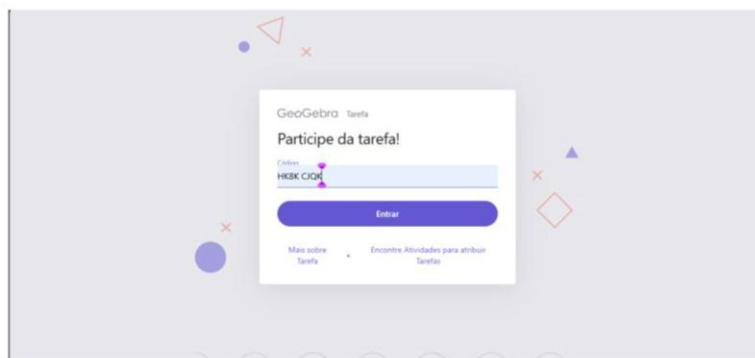 GeoGebra Tarefa
Participe da tarefa!
Código
HK8K CJQK
Entrar
Mais sobre
Tarefa
•
Encontre Atividades para atribuir
Tarefas